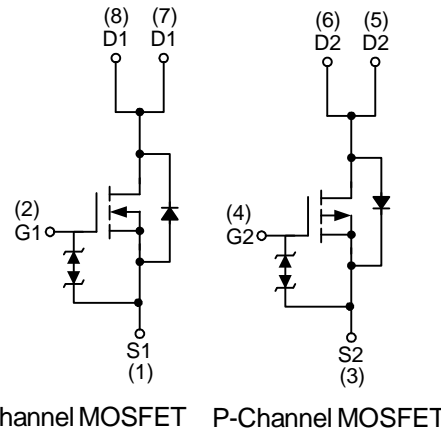 (8) (7)
D1 D1
(6) (5)
D2 D2
(2)
G1
(4)
G2
S1
(1)
S2
(3)
hannel MOSFET P-Channel MOSFET